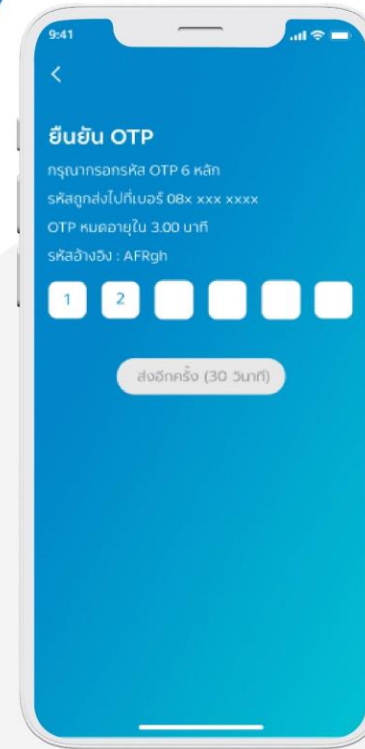 9:41
ยืนยัน OTP
กรุณากรอกรหัส OTP 6 หลัก
รหัสถูกส่งไปที่เบอร์ 08x xxx xxxx
OTP หมดอายุใน 3.00 นาที
รหัสอ้างอิง : AFRgh
1 2
ส่งอีกครั้ง (30 วินาที)